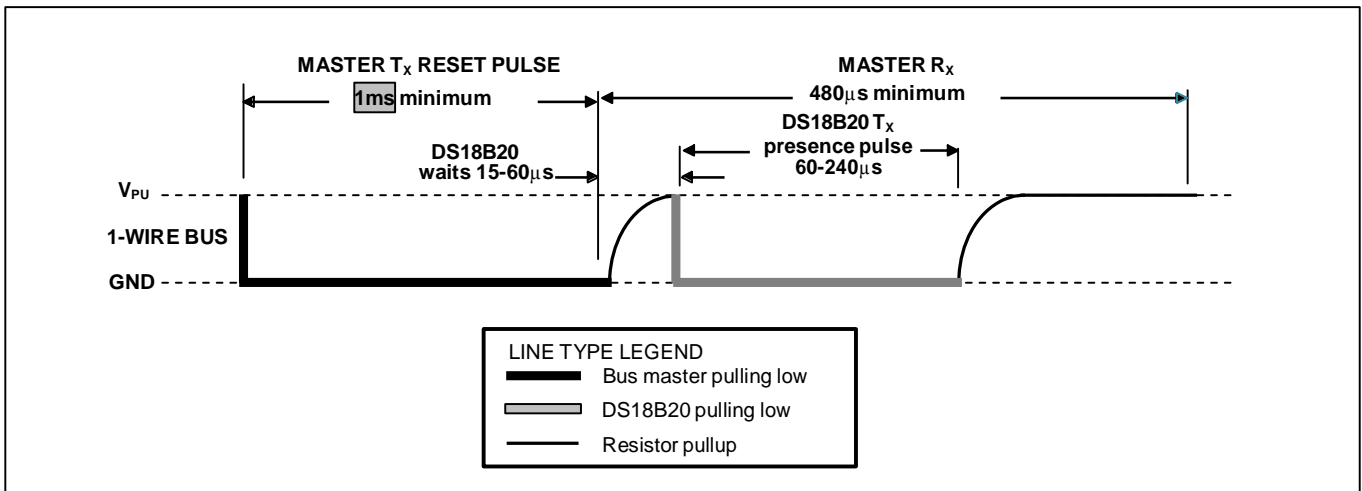 MASTER TX RESET PULSE
1ms minimum
MASTER RX
480μs minimum
DS18B20 TX
presence pulse
60-240μs
DS18B20
waits 15-60μs
VPU
1-WIRE BUS
GND
LINE TYPE LEGEND
Bus master pulling low
DS18B20 pulling low
Resistor pullup